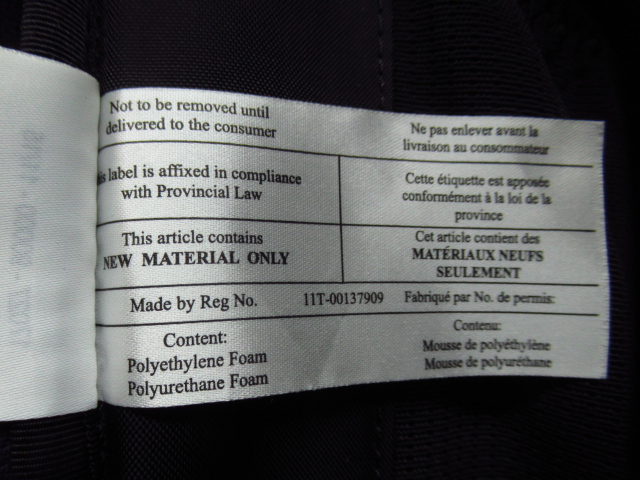 Not to be removed until
delivered to the consumer
Ne pas enlever avant la
livraison au consommateur
label is affixed in compliance
with Provincial Law
Cette étiquette est apposée
conformément à la loi de la
province
This article contains
NEW MATERIAL ONLY
Cet article contient des
MATÉRIAUX NEUFS
SEULEMENT
Made by Reg No. 11T-00137909 Fabriqué par No. de permis:
Content:
Polyethylene Foam
Polyurethane Foam
Contenu:
Mousse de polyéthylène
Mousse de polyuréthane